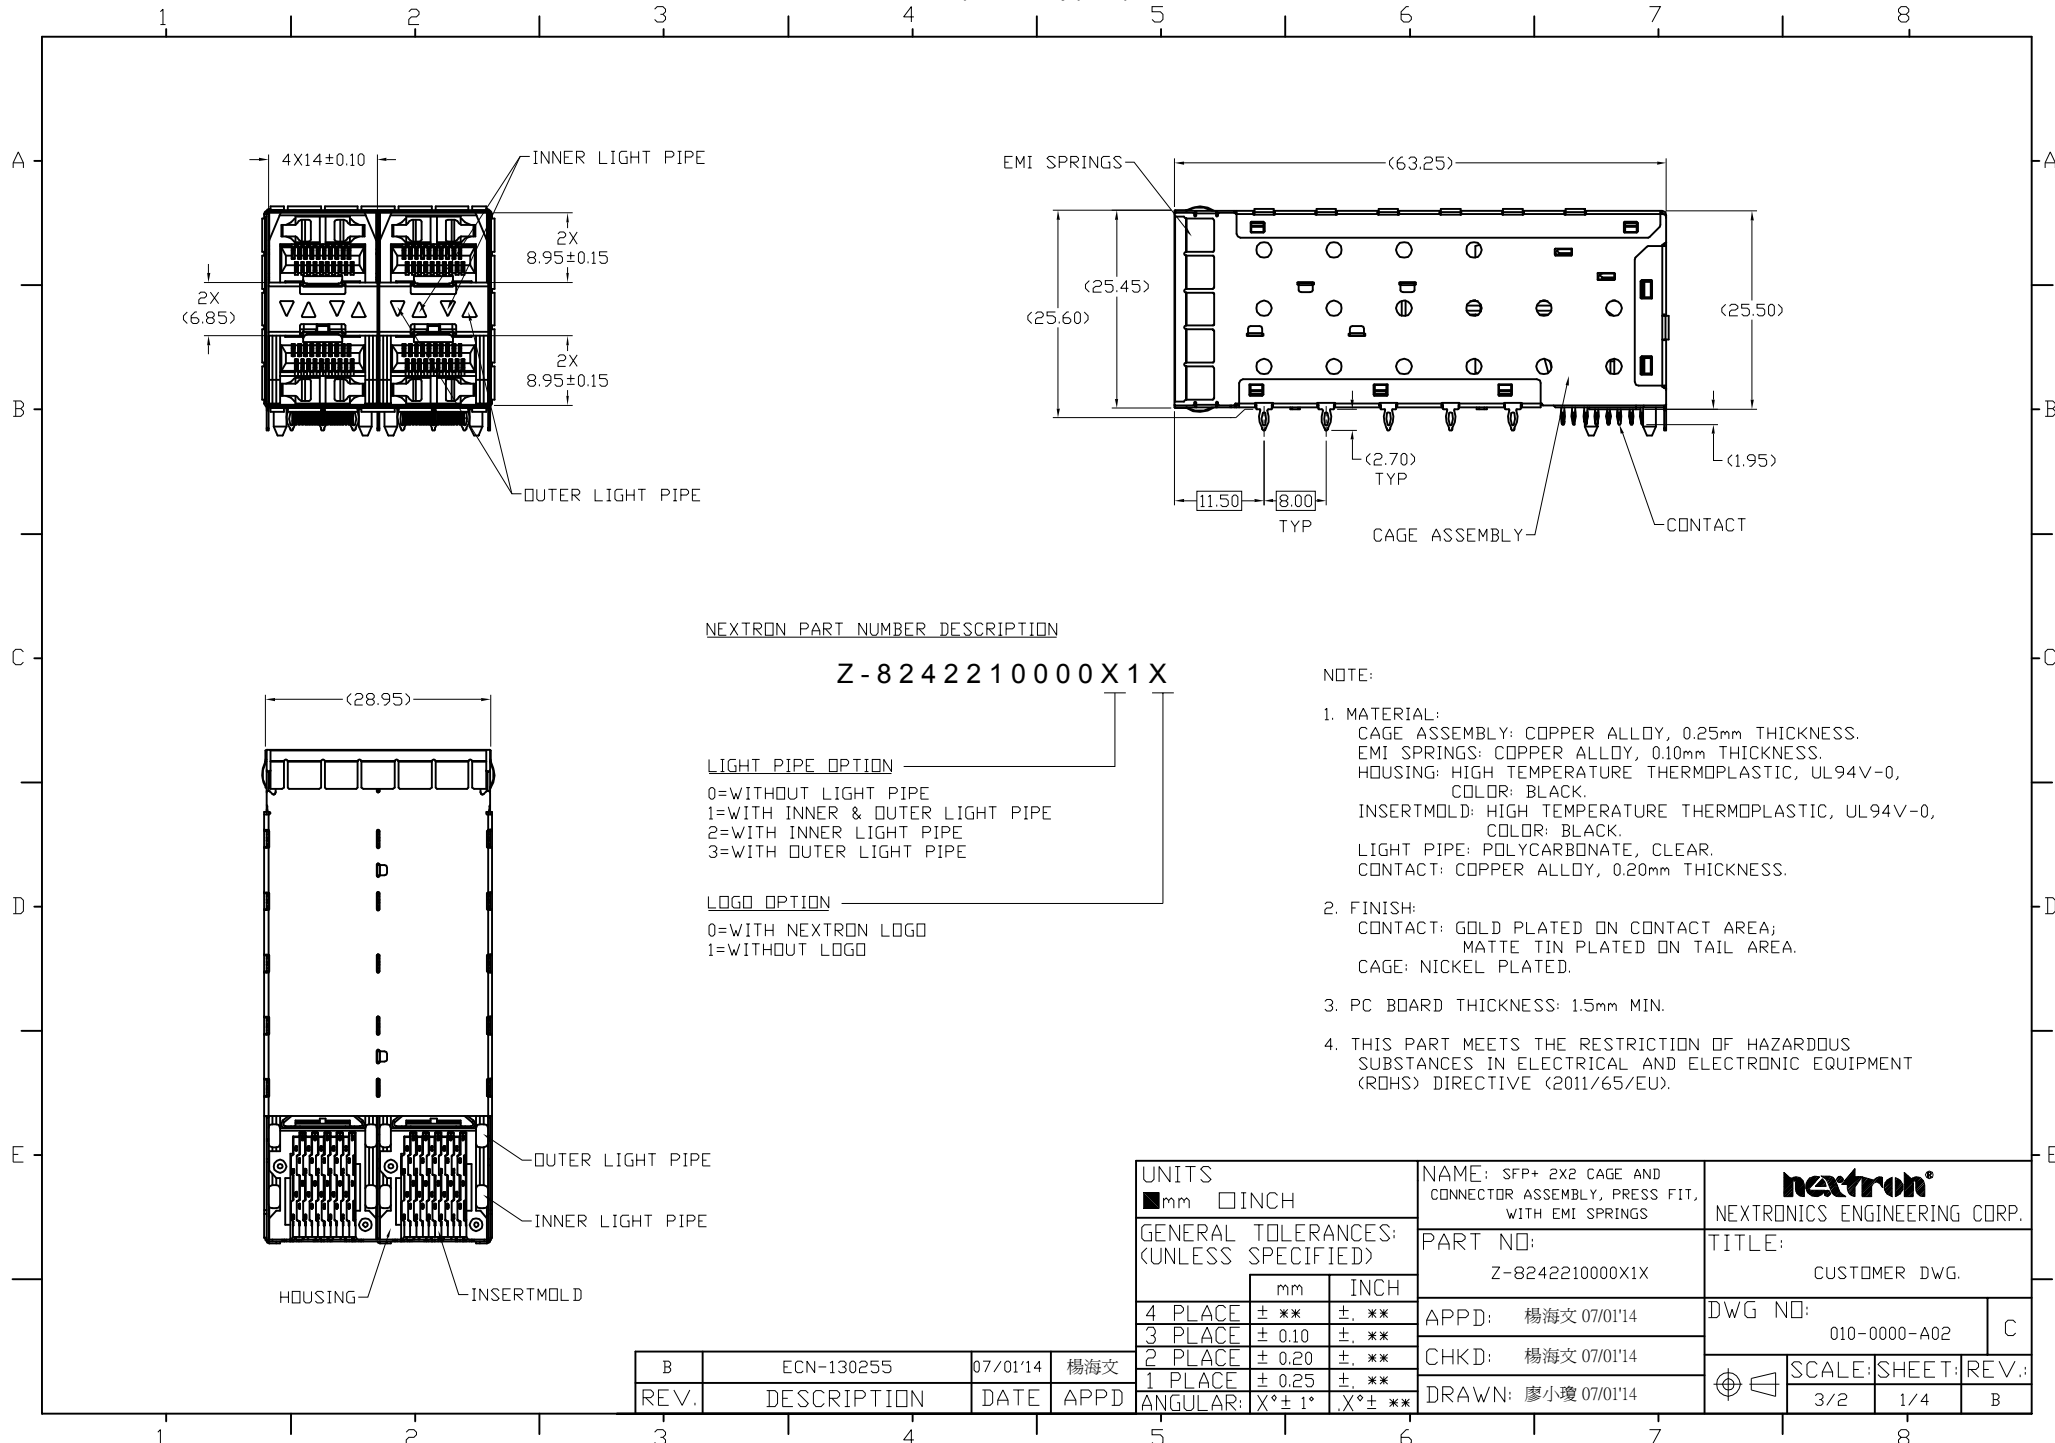 1 2 3 4 5 6 7 8
A
B
C
D
E
A
B
C
D
E
4X14±0.10
INNER LIGHT PIPE
2X
8.95±0.15
2X
(6.85)
2X
8.95±0.15
OUTER LIGHT PIPE
EMI SPRINGS
(63.25)
(25.45)
(25.60)
(25.50)
(2.70)
TYP
(1.95)
11.50
8.00
TYP
CAGE ASSEMBLY
CONTACT
NEXTRON PART NUMBER DESCRIPTION
Z-8242210000X1X
LIGHT PIPE OPTION
0=WITHOUT LIGHT PIPE
1=WITH INNER & OUTER LIGHT PIPE
2=WITH INNER LIGHT PIPE
3=WITH OUTER LIGHT PIPE
LOGO OPTION
0=WITH NEXTRON LOGO
1=WITHOUT LOGO
(28.95)
OUTER LIGHT PIPE
INNER LIGHT PIPE
HOUSING
INSERTMOLD
NOTE:
1. MATERIAL:
CAGE ASSEMBLY: COPPER ALLOY, 0.25mm THICKNESS.
EMI SPRINGS: COPPER ALLOY, 0.10mm THICKNESS.
HOUSING: HIGH TEMPERATURE THERMOPLASTIC, UL94V-0,
COLOR: BLACK.
INSERTMOLD: HIGH TEMPERATURE THERMOPLASTIC, UL94V-0,
COLOR: BLACK.
LIGHT PIPE: POLYCARBONATE, CLEAR.
CONTACT: COPPER ALLOY, 0.20mm THICKNESS.
2. FINISH:
CONTACT: GOLD PLATED ON CONTACT AREA;
MATTE TIN PLATED ON TAIL AREA.
CAGE: NICKEL PLATED.
3. PC BOARD THICKNESS: 1.5mm MIN.
4. THIS PART MEETS THE RESTRICTION OF HAZARDOUS
SUBSTANCES IN ELECTRICAL AND ELECTRONIC EQUIPMENT
(ROHS) DIRECTIVE (2011/65/EU).
UNITS
■mm □INCH
GENERAL TOLERANCES:
(UNLESS SPECIFIED)
mm INCH
4 PLACE ± ** ±. **
3 PLACE ± 0.10 ±. **
2 PLACE ± 0.20 ±. **
1 PLACE ± 0.25 ±. **
ANGULAR: X°± 1° .X°± **
NAME: SFP+ 2X2 CAGE AND
CONNECTOR ASSEMBLY, PRESS FIT,
WITH EMI SPRINGS
PART NO:
Z-8242210000X1X
APPD: 楊海文 07/01'14
CHKD: 楊海文 07/01'14
DRAWN: 廖小瓊 07/01'14
nextron®
NEXTRONICS ENGINEERING CORP.
TITLE:
CUSTOMER DWG.
DWG NO:
010-0000-A02 C
SCALE: SHEET: REV.:
3/2 1/4 B
B ECN-130255 07/01'14 楊海文
REV. DESCRIPTION DATE APPD
1 2 3 4 5 6 7 8